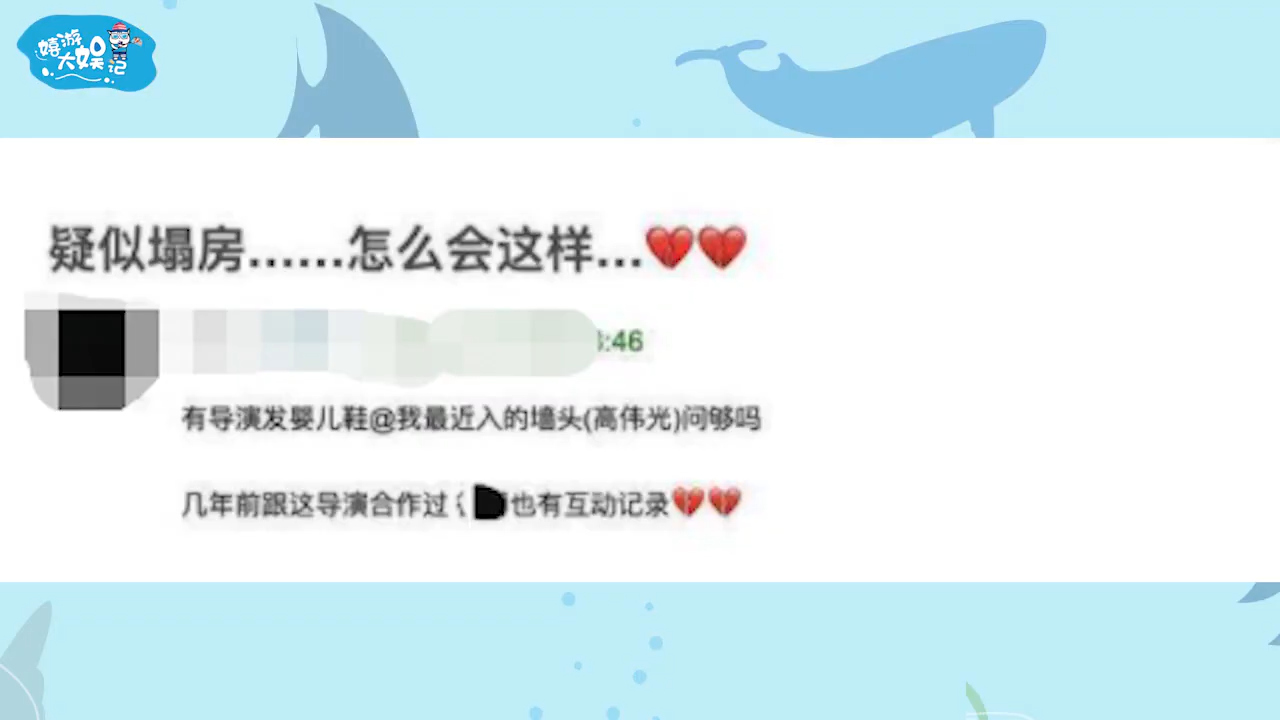 嬉游
大娱记
疑似塌房......怎么会这样...💔💔
:46
有导演发婴儿鞋@我最近入的墙头(高伟光)问够吗
几年前跟这导演合作过 也有互动记录💔💔